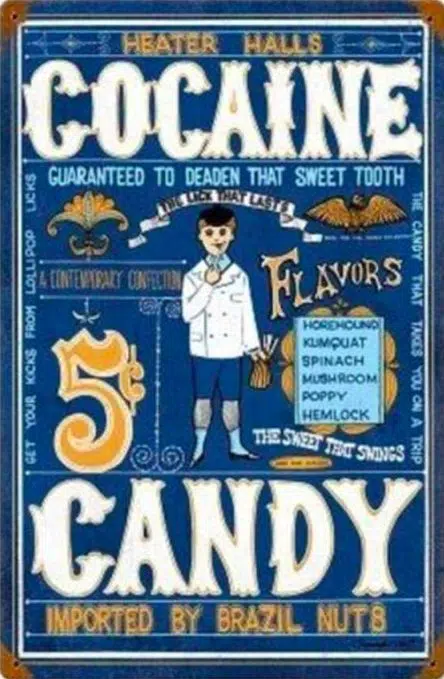 HEATER HALLS
COCAINE
GUARANTEED TO DEADEN THAT SWEET TOOTH
THE LICK THAT LASTS
A CONTEMPORARY CONFECTION
FLAVORS
HOREHOUND
KUMQUAT
SPINACH
MUSHROOM
POPPY
HEMLOCK
5¢
THE SWEET THAT SWINGS
GET YOUR KICKS FROM LOLLIPOP LICKS
THE CANDY THAT TAKES YOU ON A TRIP
CANDY
IMPORTED BY BRAZIL NUTS